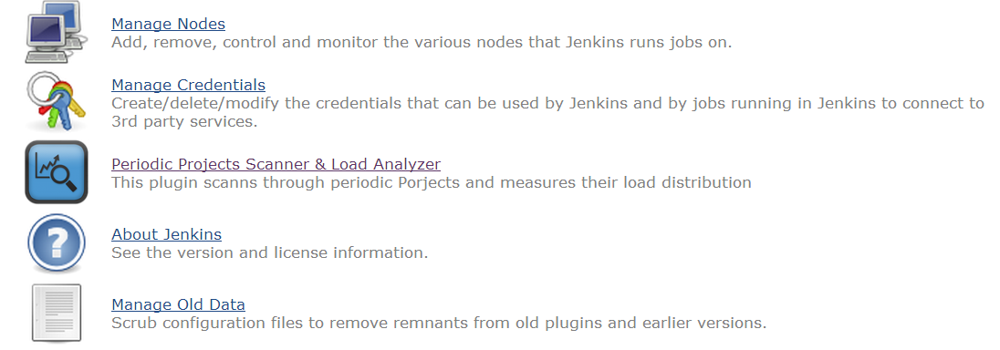 Manage Nodes
Add, remove, control and monitor the various nodes that Jenkins runs jobs on.
Manage Credentials
Create/delete/modify the credentials that can be used by Jenkins and by jobs running in Jenkins to connect to
3rd party services.
Periodic Projects Scanner & Load Analyzer
This plugin scanns through periodic Porjects and measures their load distribution
About Jenkins
See the version and license information.
Manage Old Data
Scrub configuration files to remove remnants from old plugins and earlier versions.